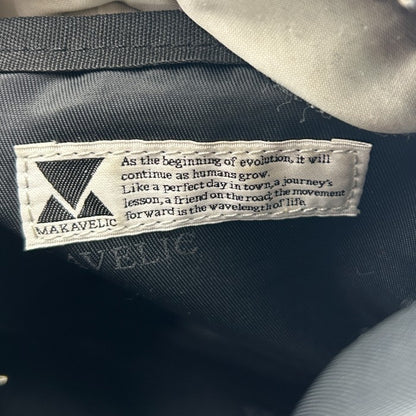 As the beginning of evolution, it will
continue as humans grow.
Like a perfect day in town, a journey's
lesson, a friend on the road, the movement
forward is the wavelength of life.
MAKAVELIC
AVELIC